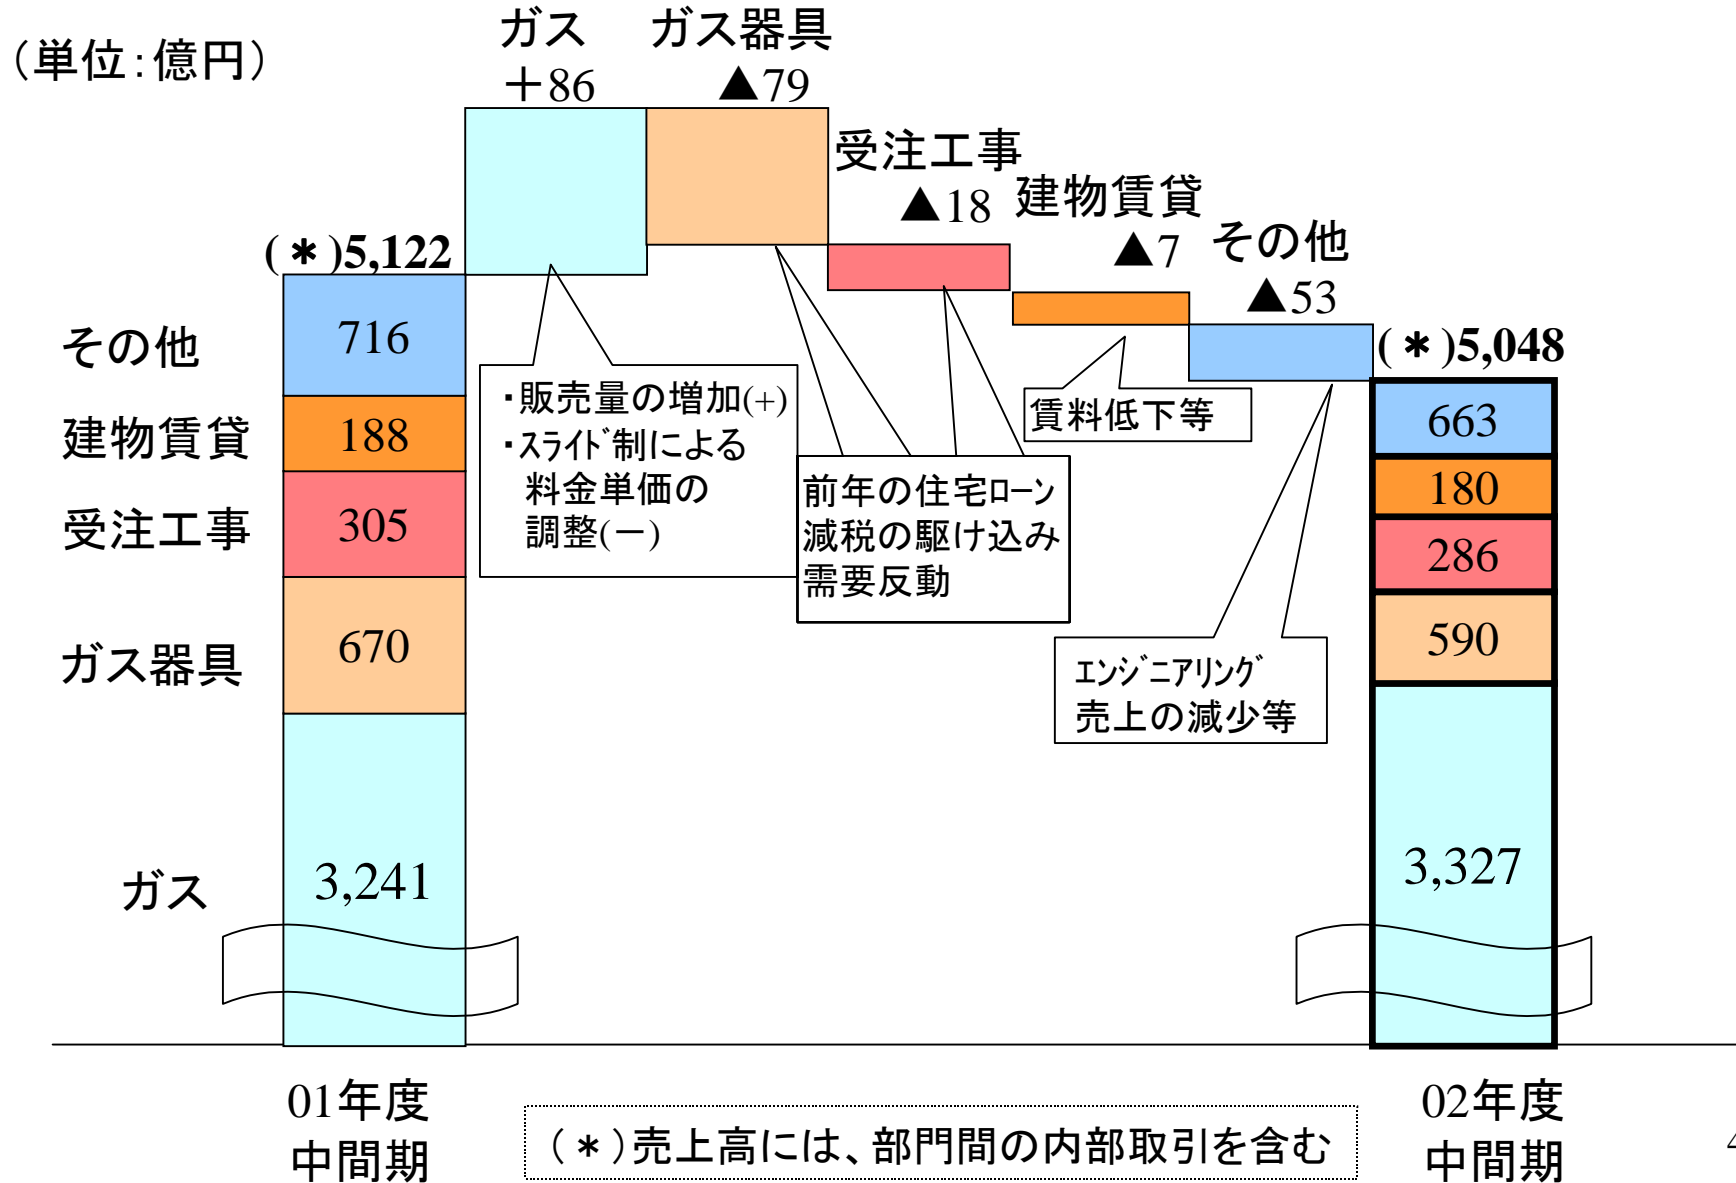 (単位:億円)
ガス
+86
ガス器具
▲79
受注工事
▲18
建物賃貸
▲7
その他
▲53
(*)5,122
(*)5,048
その他
716
建物賃貸
188
受注工事
305
ガス器具
670
ガス
3,241
・販売量の増加(+)
・スライド制による
料金単価の
調整(-)
前年の住宅ローン
減税の駆け込み
需要反動
賃料低下等
エンジニアリング
売上の減少等
663
180
286
590
3,327
01年度
中間期
(*)売上高には、部門間の内部取引を含む
02年度
中間期